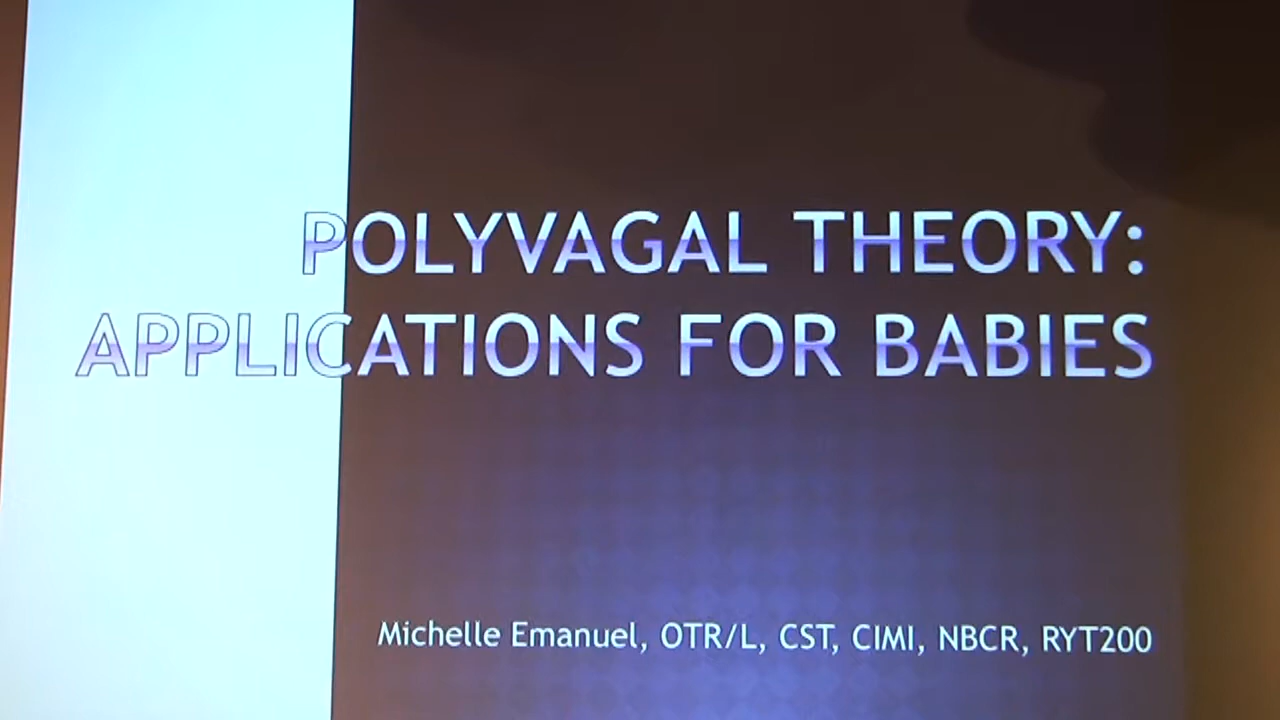 POLYVAGAL THEORY:
APPLICATIONS FOR BABIES
Michelle Emanuel, OTR/L, CST, CIMI, NBCR, RYT200